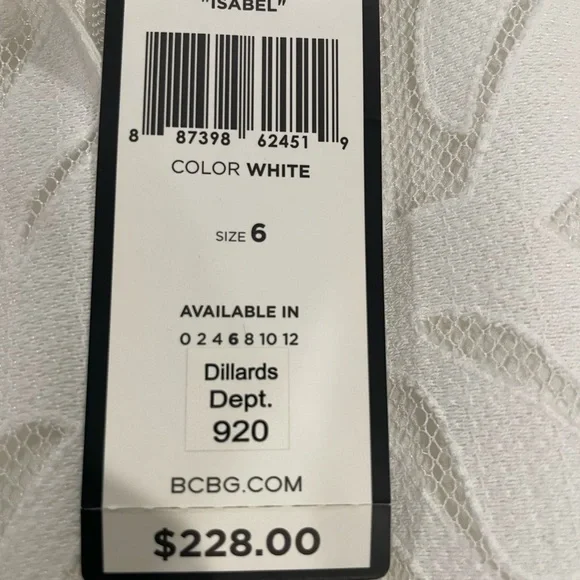 "ISABEL"
8 87398 62451 9
COLOR WHITE
SIZE 6
AVAILABLE IN
0 2 4 6 8 10 12
Dillards
Dept.
920
BCBG.COM
$228.00